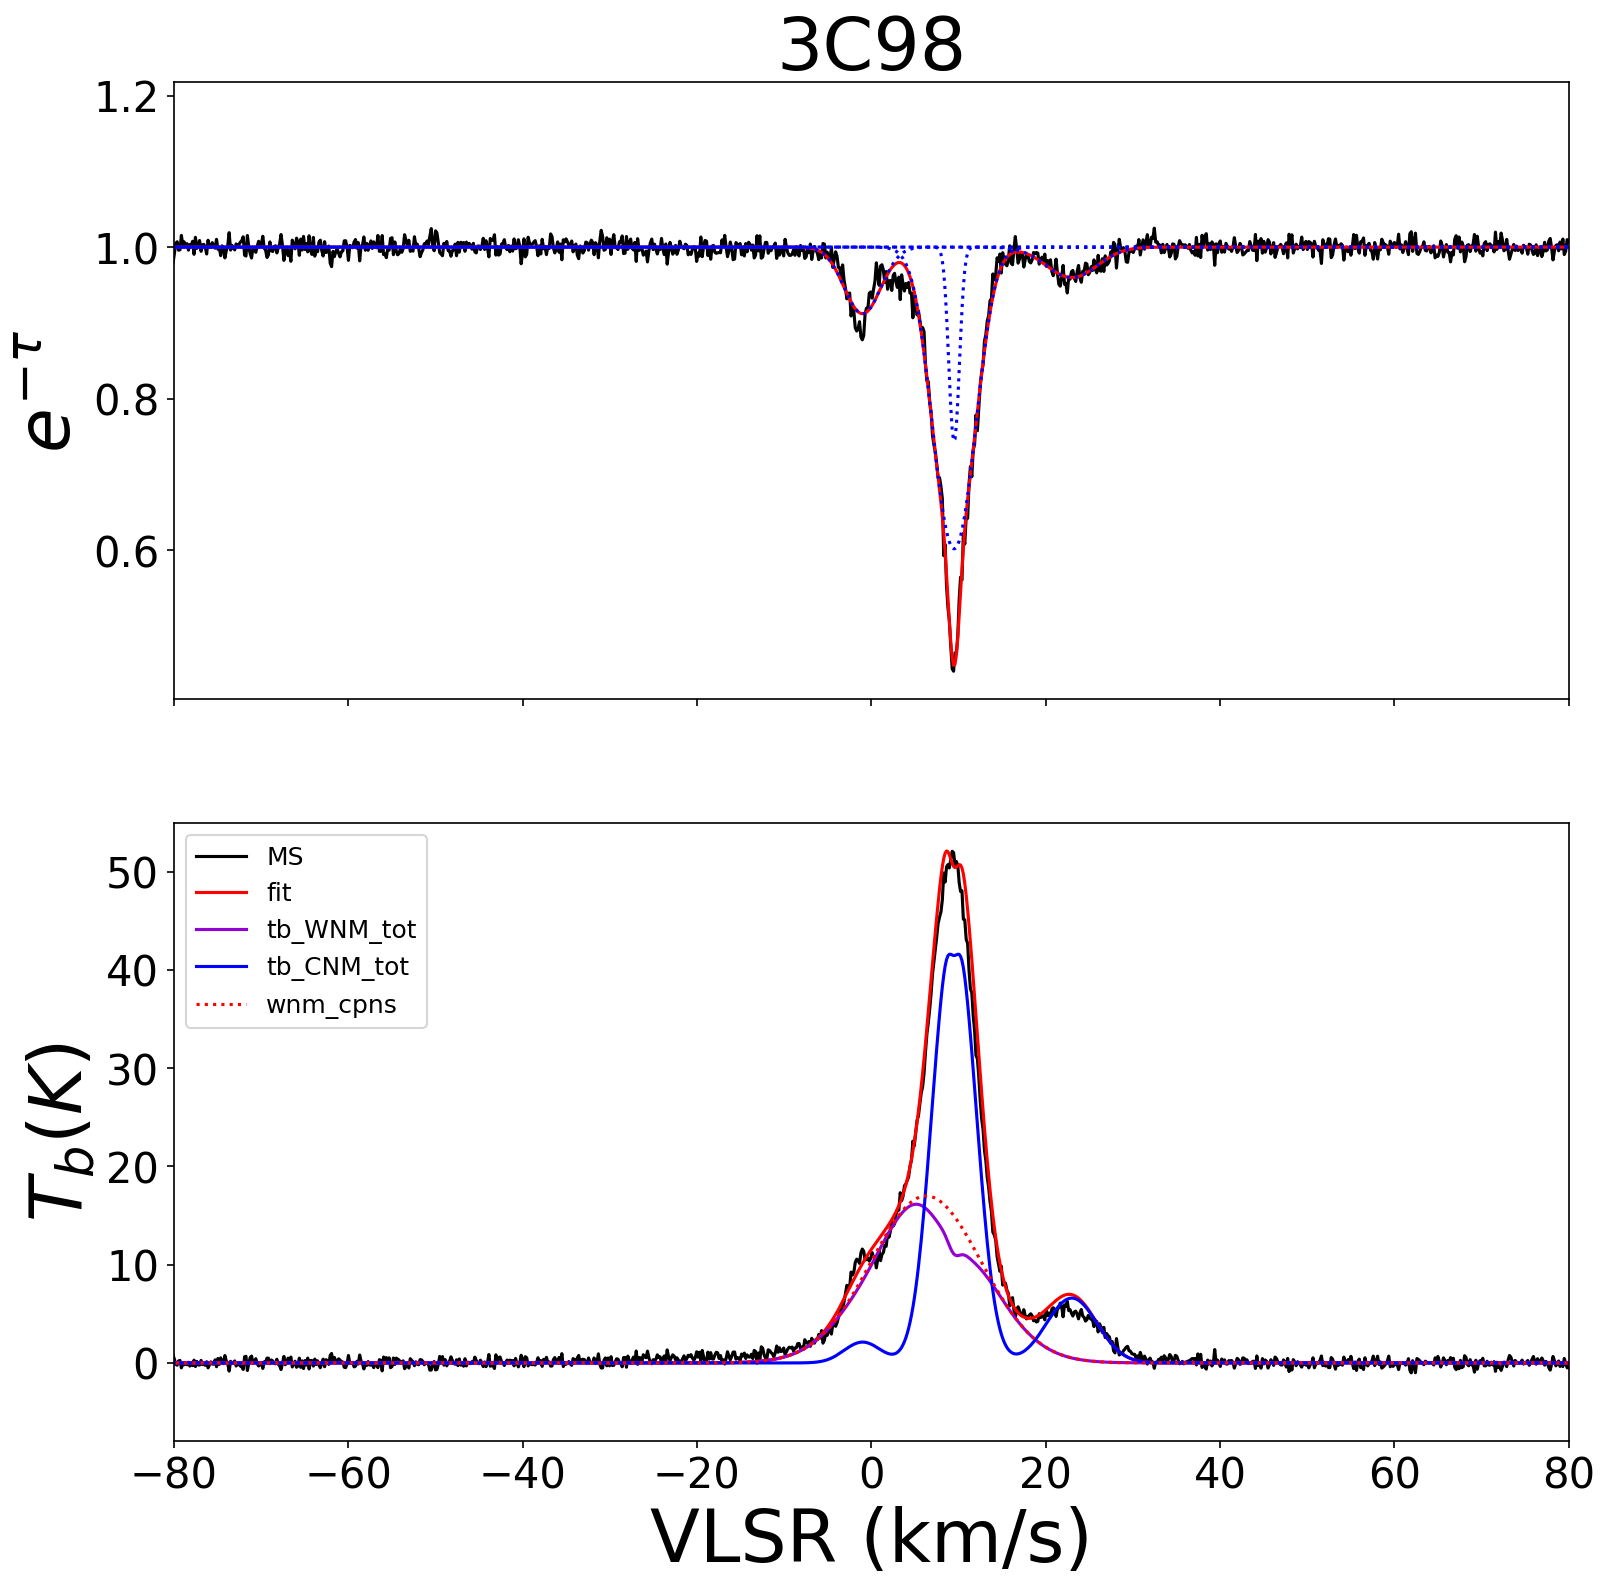 3C98
1.2
1.0
0.8
0.6
e^{-τ}
MS
fit
tb_WNM_tot
tb_CNM_tot
wnm_cpns
50
40
30
20
10
0
T_b(K)
−80 −60 −40 −20 0 20 40 60 80
VLSR (km/s)